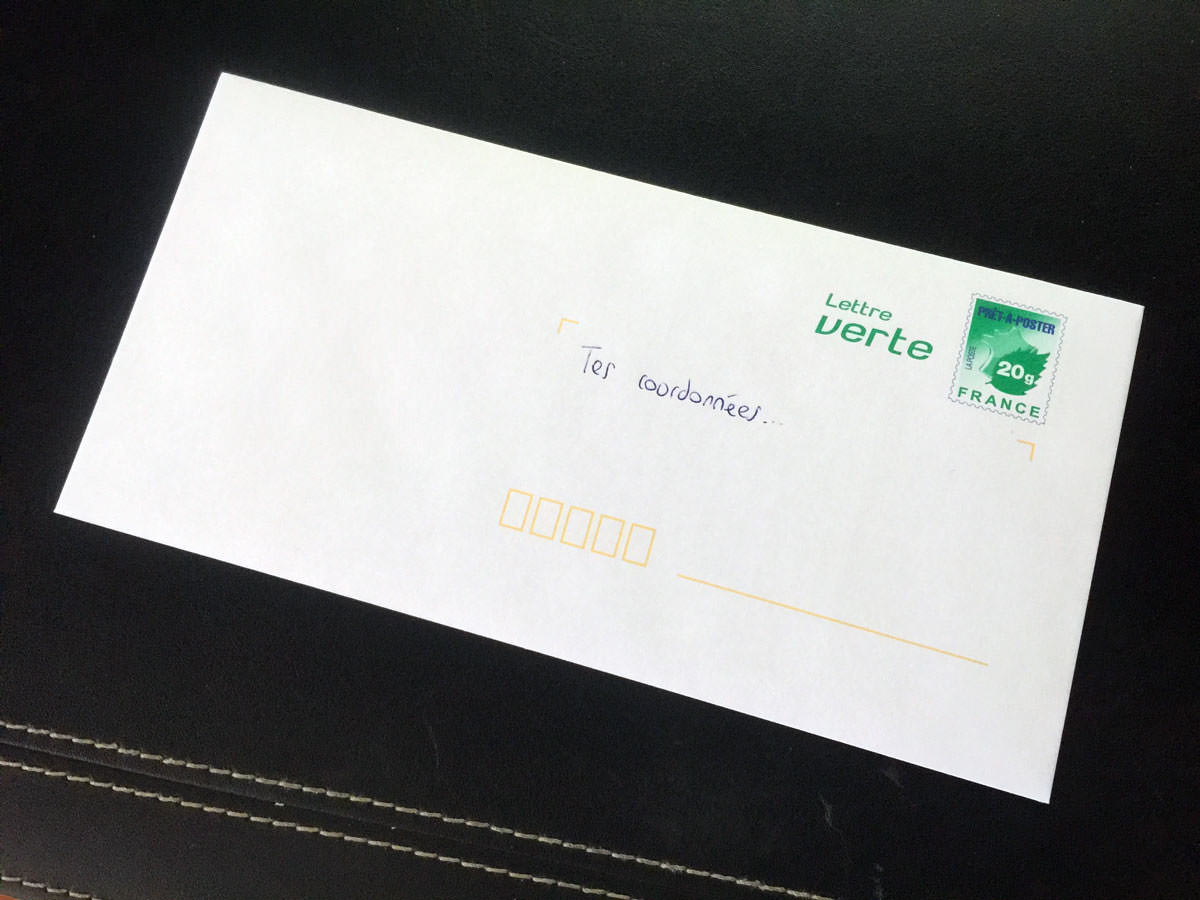 Lettre
verte
PRÊT-À-POSTER
LA POSTE
20g.
FRANCE
Tes coordonnées...